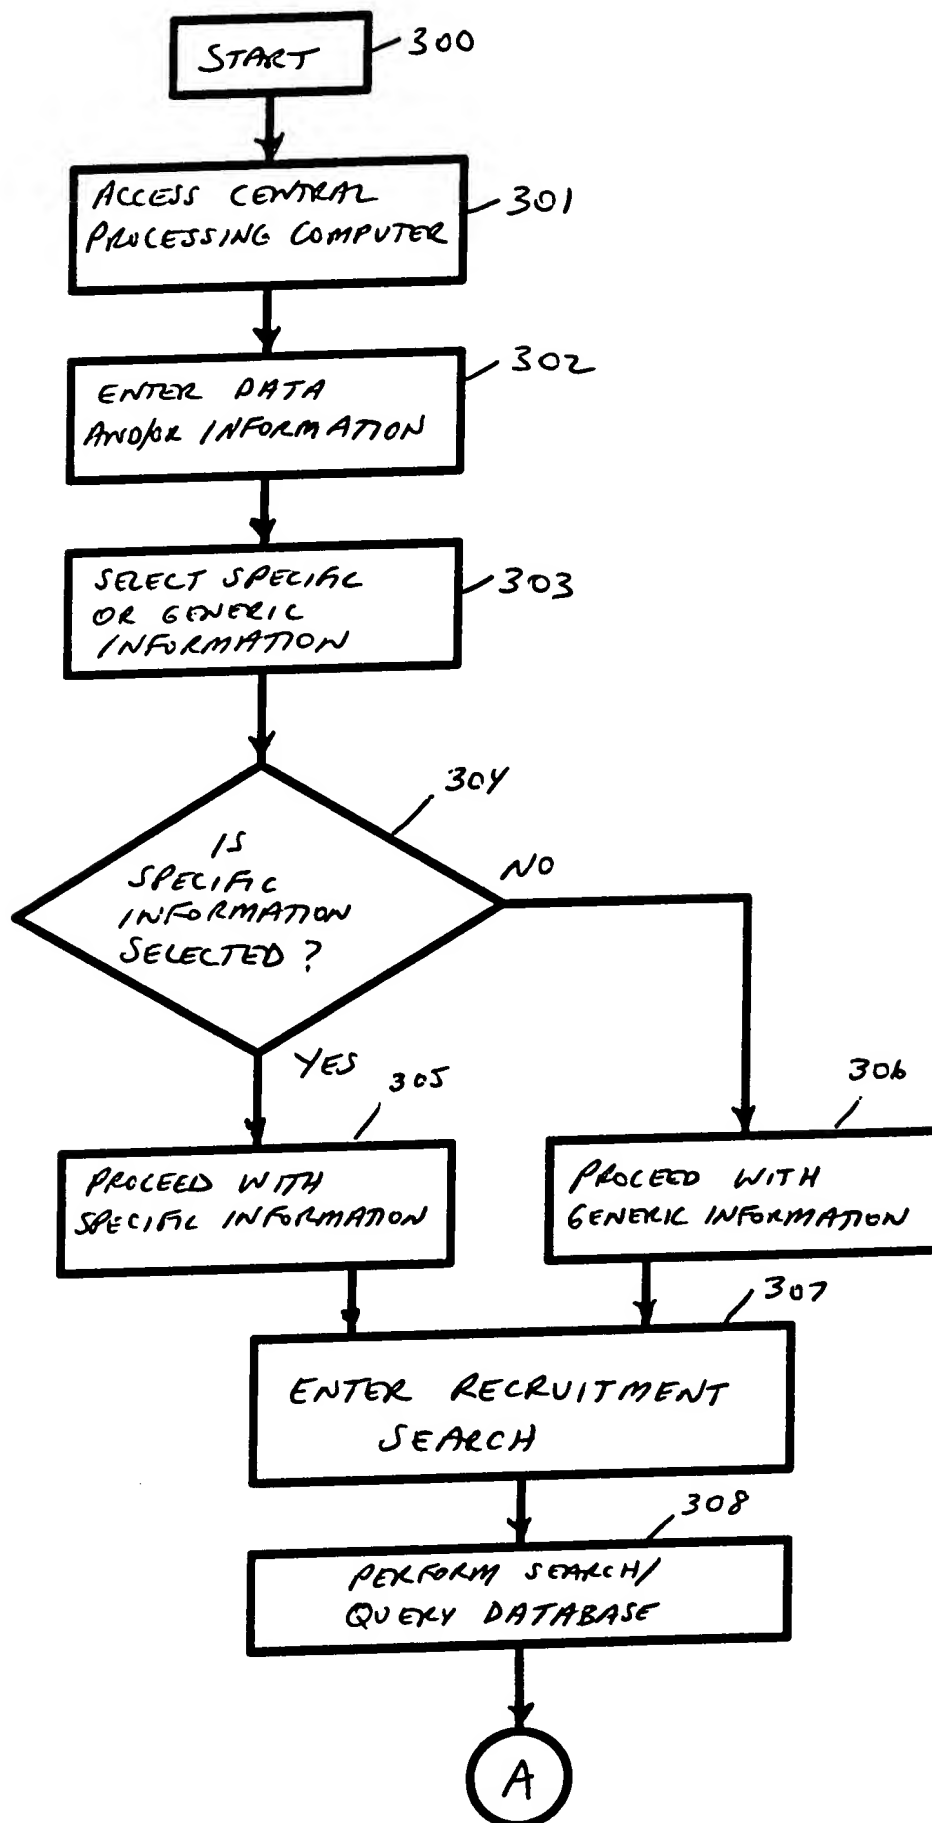 START
300
ACCESS CENTRAL
PROCESSING COMPUTER
301
ENTER DATA
AND/OR INFORMATION
302
SELECT SPECIFIC
OR GENERIC
INFORMATION
303
304
IS
SPECIFIC
INFORMATION
SELECTED?
NO
YES
305
306
PROCEED WITH
SPECIFIC INFORMATION
PROCEED WITH
GENERIC INFORMATION
307
ENTER RECRUITMENT
SEARCH
308
PERFORM SEARCH/
QUERY DATABASE
A